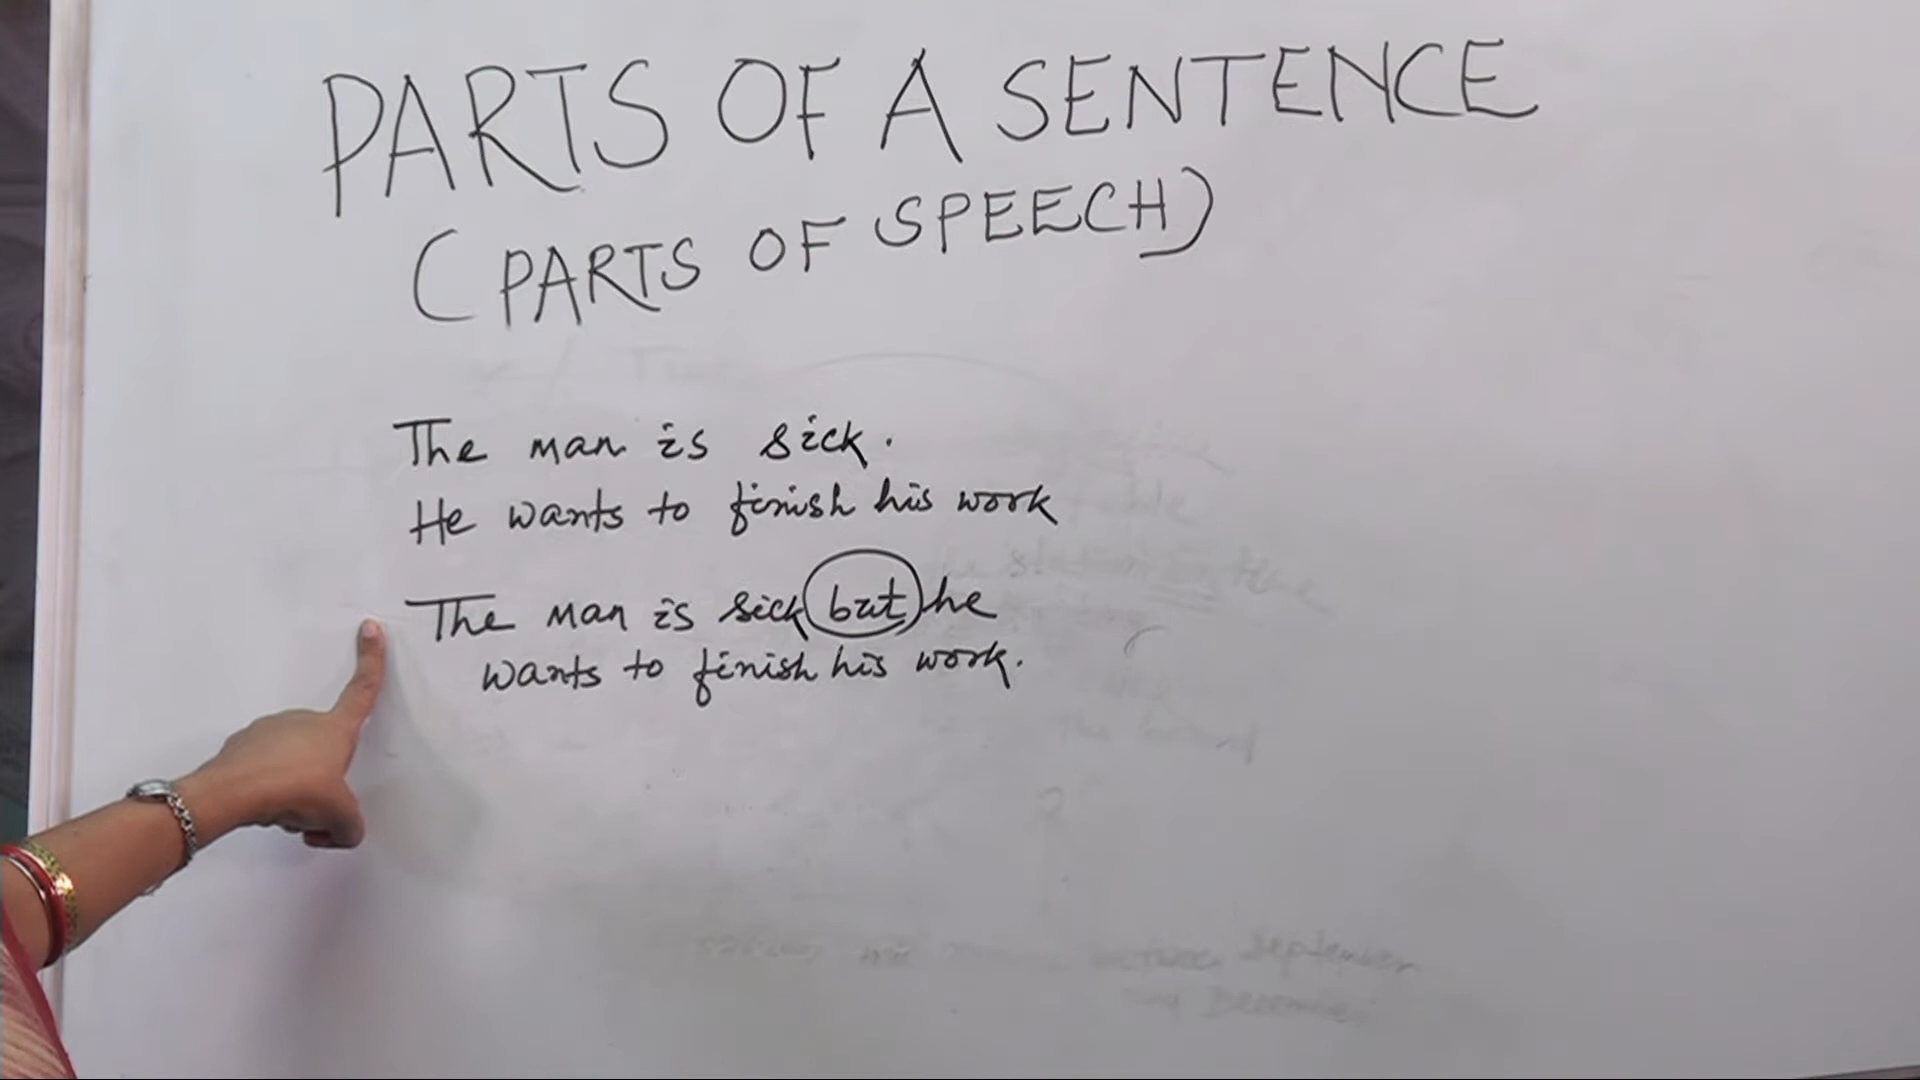 PARTS OF A SENTENCE
(PARTS OF SPEECH)
The man is sick.
He wants to finish his work
The man is sick but he
wants to finish his work.
September